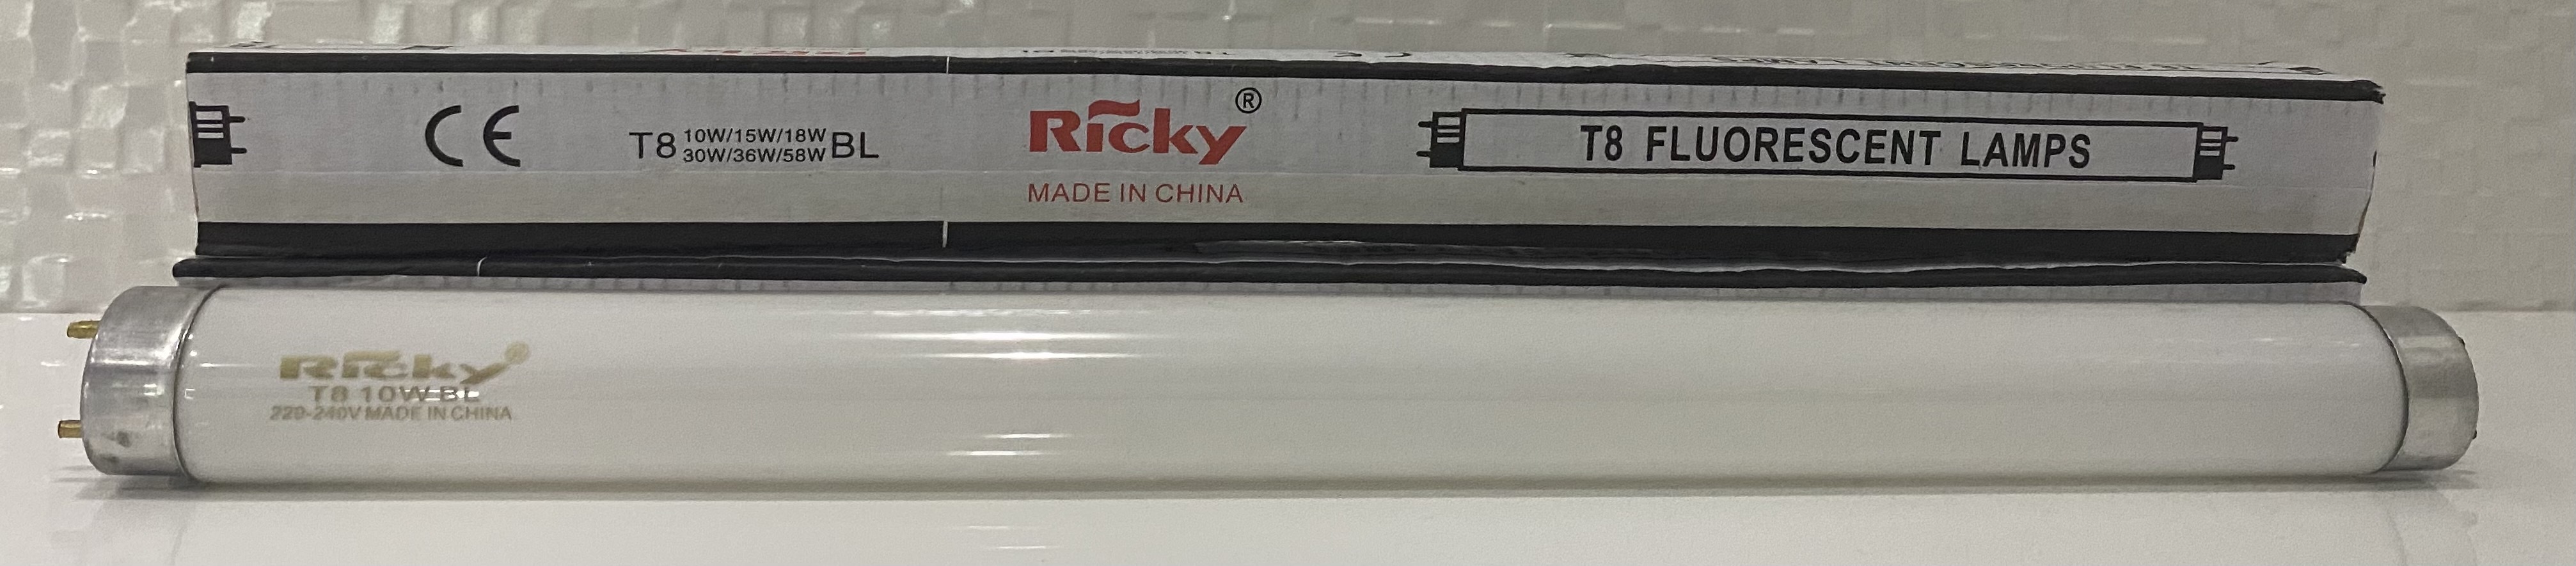 CE
T8 10W/15W/18W BL
30W/36W/58W
Ricky®
MADE IN CHINA
T8 FLUORESCENT LAMPS
Ricky®
T8 10W BL
220-240V MADE IN CHINA